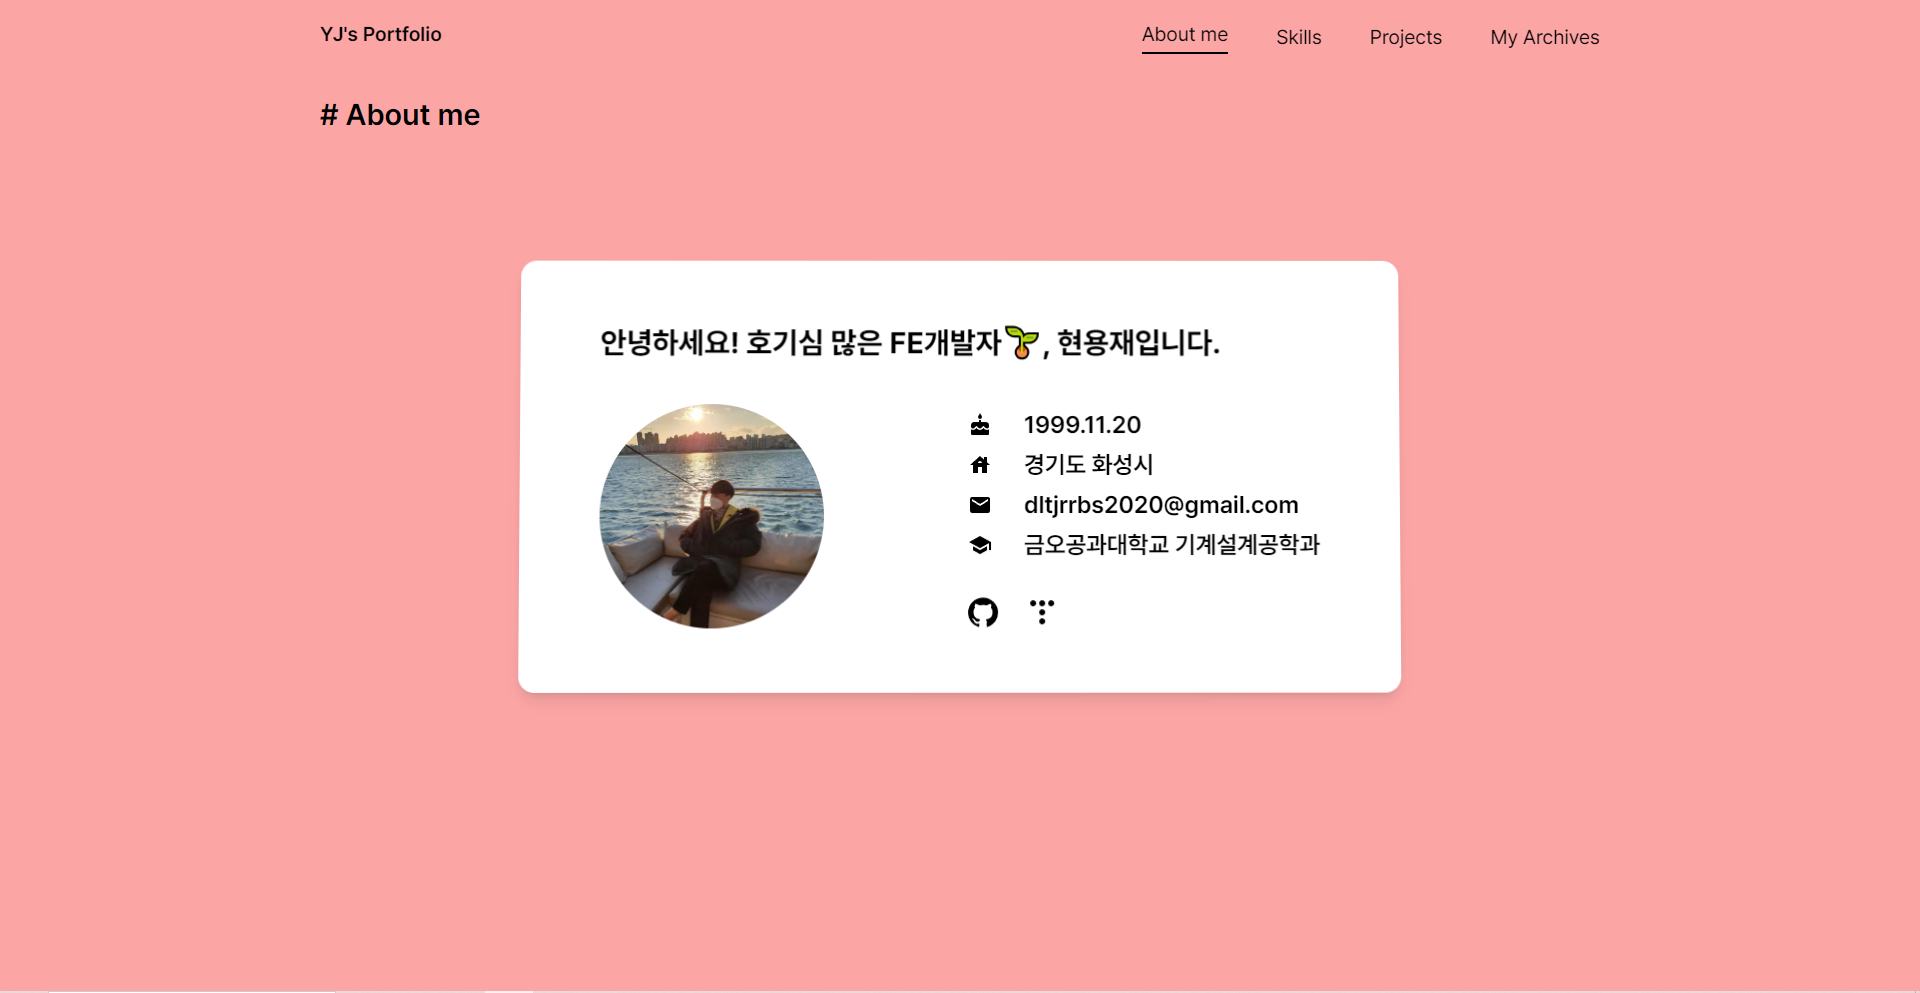 YJ's Portfolio
About me
Skills
Projects
My Archives
# About me
안녕하세요! 호기심 많은 FE개발자🌱, 현용재입니다.
1999.11.20
경기도 화성시
dltjrrbs2020@gmail.com
금오공과대학교 기계설계공학과